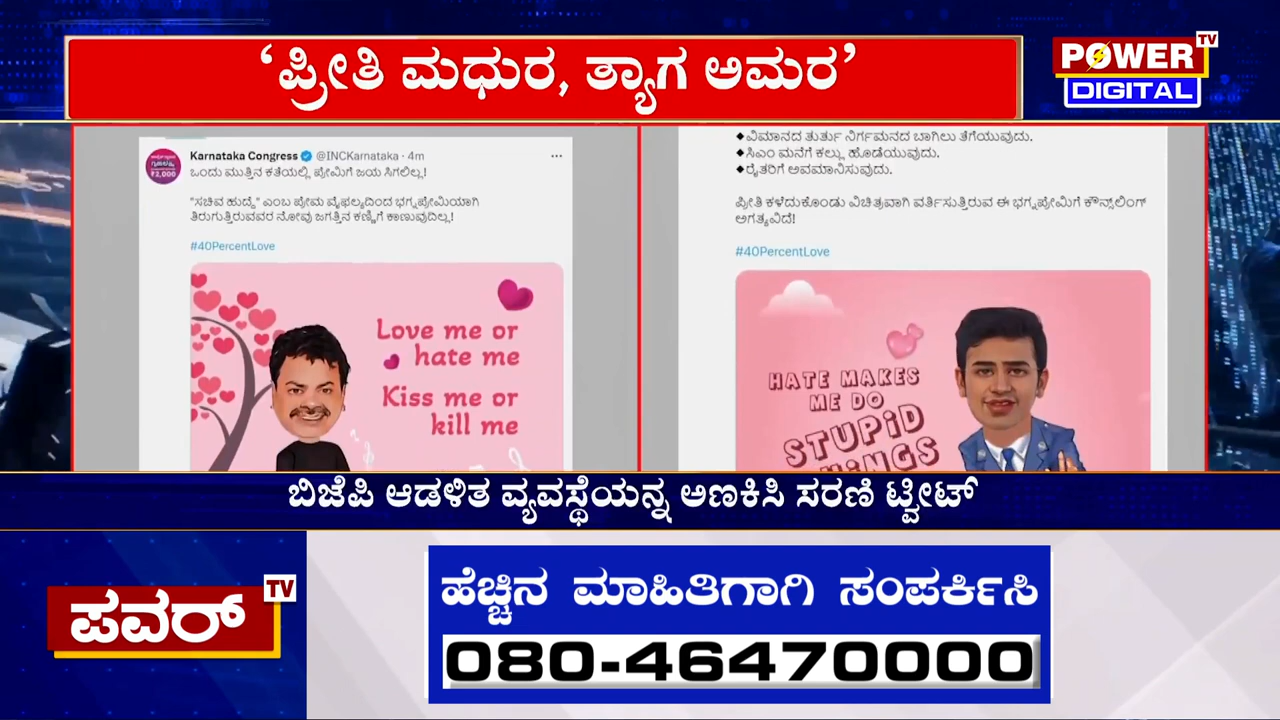 ‘ಪ್ರೀತಿ ಮಧುರ, ತ್ಯಾಗ ಅಮರ’
POWER TV
DIGITAL
Karnataka Congress @INCKarnataka · 4m
ಒಂದು ಮುತ್ತಿನ ಕತೆಯಲ್ಲಿ ಪ್ರೇಮಿಗೆ ಜಯ ಸಿಗಲಿಲ್ಲ!
"ಸಚಿವ ಹುದ್ದೆ" ಎಂಬ ಪ್ರೇಮ ವೈಫಲ್ಯದಿಂದ ಭಗ್ನಪ್ರೇಮಿಯಾಗಿ
ತಿರುಗುತ್ತಿರುವವರ ನೋವು ಜಗತ್ತಿನ ಕಣ್ಣಿಗೆ ಕಾಣುವುದಿಲ್ಲ!
#40PercentLove
Love me or
hate me
Kiss me or
kill me
◆ವಿಮಾನದ ತುರ್ತು ನಿರ್ಗಮನದ ಬಾಗಿಲು ತೆಗೆಯುವುದು.
◆ಸಿಎಂ ಮನೆಗೆ ಕಲ್ಲು ಹೊಡೆಯುವುದು.
◆ರೈತರಿಗೆ ಅವಮಾನಿಸುವುದು.
ಪ್ರೀತಿ ಕಳೆದುಕೊಂಡು ವಿಚಿತ್ರವಾಗಿ ವರ್ತಿಸುತ್ತಿರುವ ಈ ಭಗ್ನಪ್ರೇಮಿಗೆ ಕೌನ್ಸಲಿಂಗ್
ಅಗತ್ಯವಿದೆ!
#40PercentLove
HATE MAKES
ME DO
STUPID
THINGS
ಬಿಜೆಪಿ ಆಡಳಿತ ವ್ಯವಸ್ಥೆಯನ್ನ ಅಣಕಿಸಿ ಸರಣಿ ಟ್ವೀಟ್
ಪವರ್ TV
ಹೆಚ್ಚಿನ ಮಾಹಿತಿಗಾಗಿ ಸಂಪರ್ಕಿಸಿ
080-46470000